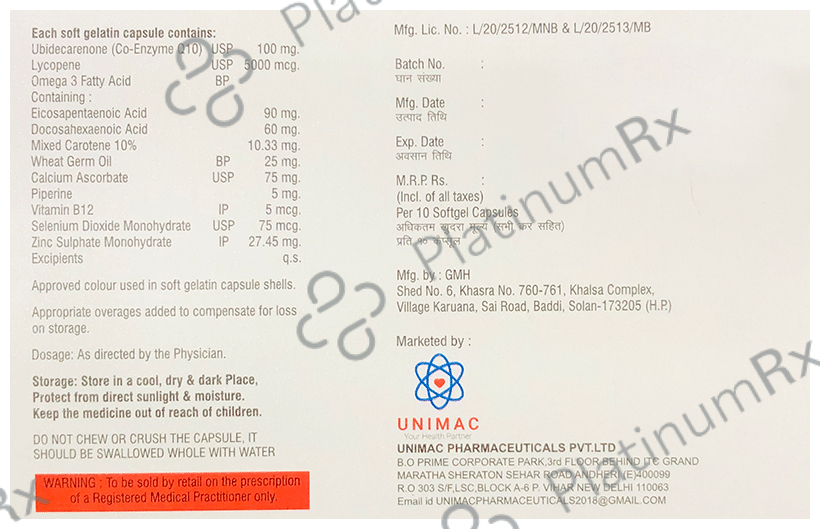 Each soft gelatin capsule contains:
Ubidecarenone (Co-Enzyme Q10) USP 100 mg.
Lycopene USP 5000 mcg.
Omega 3 Fatty Acid BP
Containing :
Eicosapentaenoic Acid 90 mg.
Docosahexaenoic Acid 60 mg.
Mixed Carotene 10% 10.33 mg.
Wheat Germ Oil BP 25 mg.
Calcium Ascorbate USP 75 mg.
Piperine 5 mg.
Vitamin B12 IP 5 mcg.
Selenium Dioxide Monohydrate USP 75 mcg.
Zinc Sulphate Monohydrate IP 27.45 mg.
Excipients q.s.
Approved colour used in soft gelatin capsule shells.
Appropriate overages added to compensate for loss
on storage.
Dosage: As directed by the Physician.
Storage: Store in a cool, dry & dark Place,
Protect from direct sunlight & moisture.
Keep the medicine out of reach of children.
DO NOT CHEW OR CRUSH THE CAPSULE, IT
SHOULD BE SWALLOWED WHOLE WITH WATER
WARNING : To be sold by retail on the prescription
of a Registered Medical Practitioner only.
Mfg. Lic. No. : L/20/2512/MNB & L/20/2513/MB
Batch No. :
घान संख्या
Mfg. Date :
उत्पाद तिथि
Exp. Date :
अवसान तिथि
M.R.P. Rs. :
(Incl. of all taxes)
Per 10 Softgel Capsules
अधिकतम खुदरा मूल्य (सभी कर सहित)
प्रति १० कैप्सूल
Mfg. by : GMH
Shed No. 6, Khasra No. 760-761, Khalsa Complex,
Village Karuana, Sai Road, Baddi, Solan-173205 (H.P.)
Marketed by :
UNIMAC
Your Health Partner
UNIMAC PHARMACEUTICALS PVT.LTD
B.O PRIME CORPORATE PARK,3rd FLOOR BEHIND ITC GRAND
MARATHA SHERATON SEHAR ROAD ANDHERI (E)400099
R.O 303 S/F,LSC,BLOCK A-6 P. VIHAR NEW DELHI 110063
Email id UNIMACPHARMACEUTICALS2018@GMAIL.COM
PlatinumRx
PlatinumRx
PlatinumRx
Rx